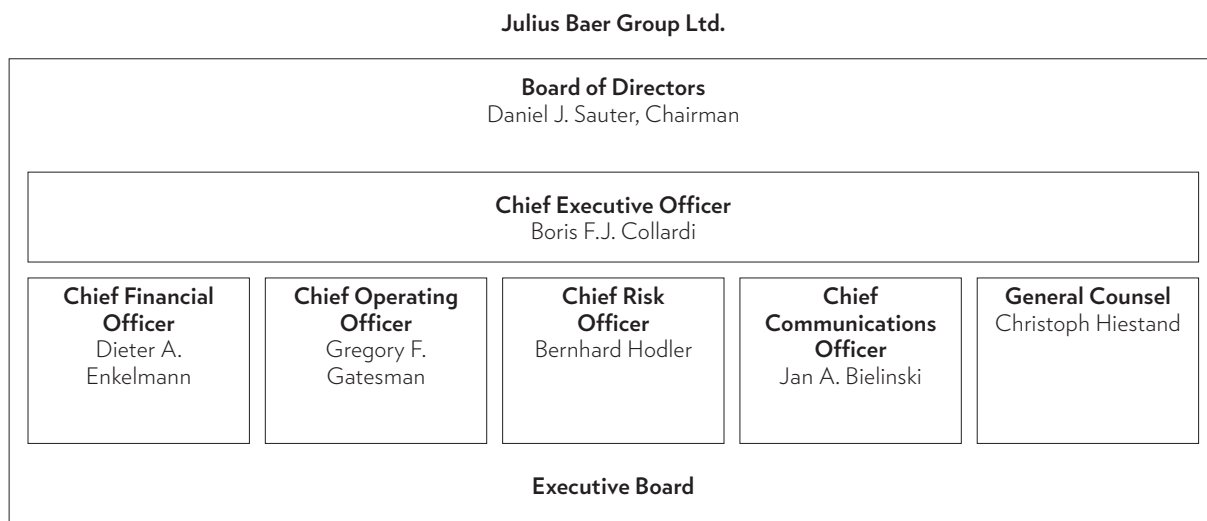 Julius Baer Group Ltd.
Board of Directors
Daniel J. Sauter, Chairman
Chief Executive Officer
Boris F.J. Collardi
Chief Financial
Officer
Dieter A.
Enkelmann
Chief Operating
Officer
Gregory F.
Gatesman
Chief Risk
Officer
Bernhard Hodler
Chief
Communications
Officer
Jan A. Bielinski
General Counsel
Christoph Hiestand
Executive Board